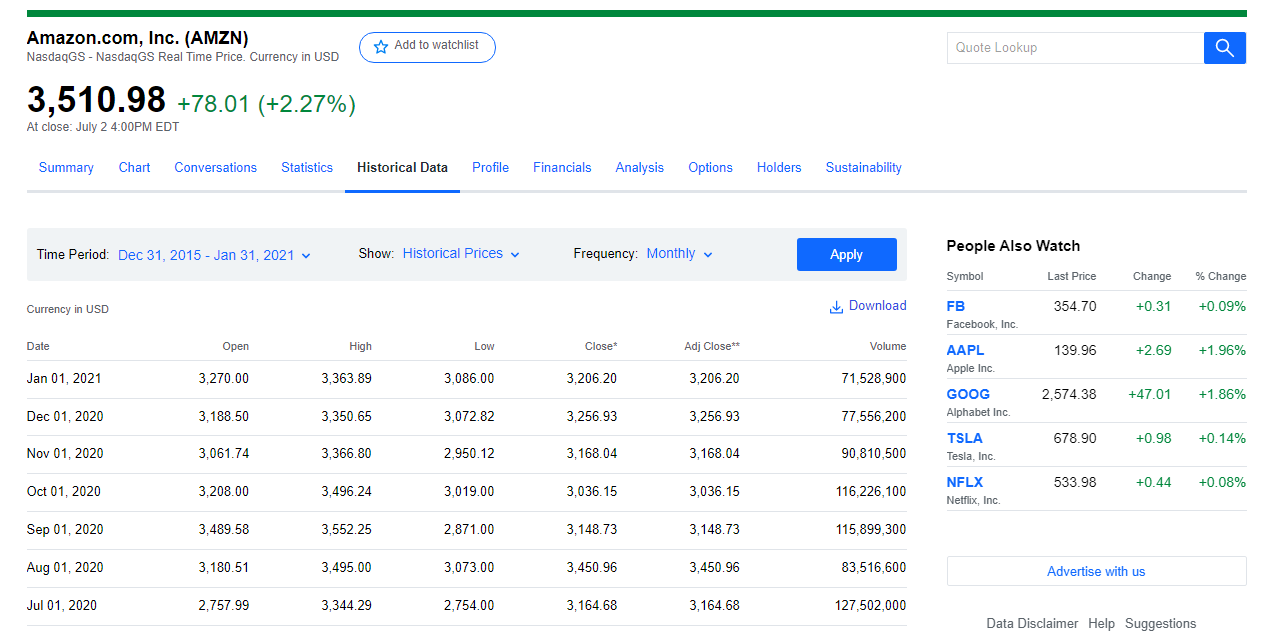 Amazon.com, Inc. (AMZN)
NasdaqGS - NasdaqGS Real Time Price. Currency in USD
Add to watchlist
Quote Lookup
3,510.98 +78.01 (+2.27%)
At close: July 2 4:00PM EDT
Summary Chart Conversations Statistics Historical Data Profile Financials Analysis Options Holders Sustainability
Time Period: Dec 31, 2015 - Jan 31, 2021 Show: Historical Prices Frequency: Monthly Apply
Currency in USD Download
Date Open High Low Close* Adj Close** Volume
Jan 01, 2021 3,270.00 3,363.89 3,086.00 3,206.20 3,206.20 71,528,900
Dec 01, 2020 3,188.50 3,350.65 3,072.82 3,256.93 3,256.93 77,556,200
Nov 01, 2020 3,061.74 3,366.80 2,950.12 3,168.04 3,168.04 90,810,500
Oct 01, 2020 3,208.00 3,496.24 3,019.00 3,036.15 3,036.15 116,226,100
Sep 01, 2020 3,489.58 3,552.25 2,871.00 3,148.73 3,148.73 115,899,300
Aug 01, 2020 3,180.51 3,495.00 3,073.00 3,450.96 3,450.96 83,516,600
Jul 01, 2020 2,757.99 3,344.29 2,754.00 3,164.68 3,164.68 127,502,000
People Also Watch
Symbol Last Price Change % Change
FB 354.70 +0.31 +0.09%
Facebook, Inc.
AAPL 139.96 +2.69 +1.96%
Apple Inc.
GOOG 2,574.38 +47.01 +1.86%
Alphabet Inc.
TSLA 678.90 +0.98 +0.14%
Tesla, Inc.
NFLX 533.98 +0.44 +0.08%
Netflix, Inc.
Advertise with us
Data Disclaimer Help Suggestions